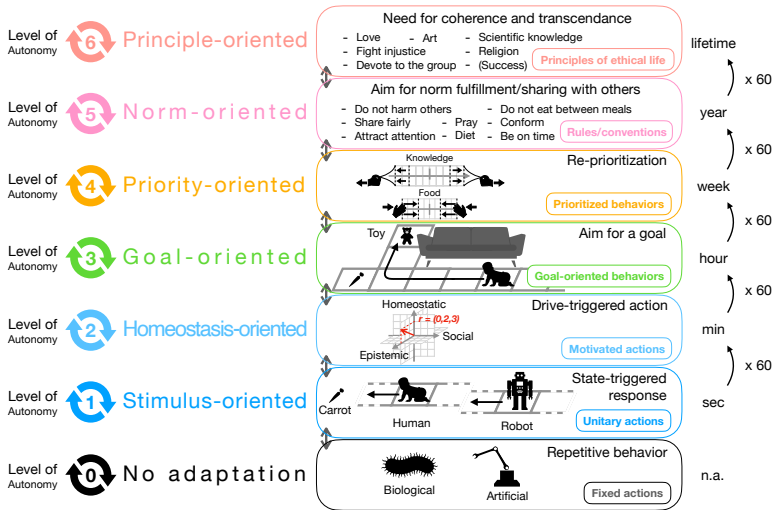 Level of
Autonomy
6
Principle-oriented
Need for coherence and transcendence
- Love
- Art
- Scientific knowledge
- Fight injustice
- Religion
- Devote to the group
- (Success)
Principles of ethical life
lifetime
x 60
Level of
Autonomy
5
Norm-oriented
Aim for norm fulfillment/sharing with others
- Do not harm others
- Do not eat between meals
- Share fairly
- Pray
- Conform
- Attract attention
- Diet
- Be on time
Rules/conventions
year
x 60
Level of
Autonomy
4
Priority-oriented
Re-prioritization
Knowledge
Food
Prioritized behaviors
week
x 60
Level of
Autonomy
3
Goal-oriented
Toy
Aim for a goal
Goal-oriented behaviors
hour
x 60
Level of
Autonomy
2
Homeostasis-oriented
Homeostatic
Drive-triggered action
r = (0,2,3)
Social
Epistemic
Motivated actions
min
x 60
Level of
Autonomy
1
Stimulus-oriented
State-triggered
response
Carrot
Human
Robot
Unitary actions
sec
Level of
Autonomy
0
No adaptation
Repetitive behavior
Biological
Artificial
Fixed actions
n.a.